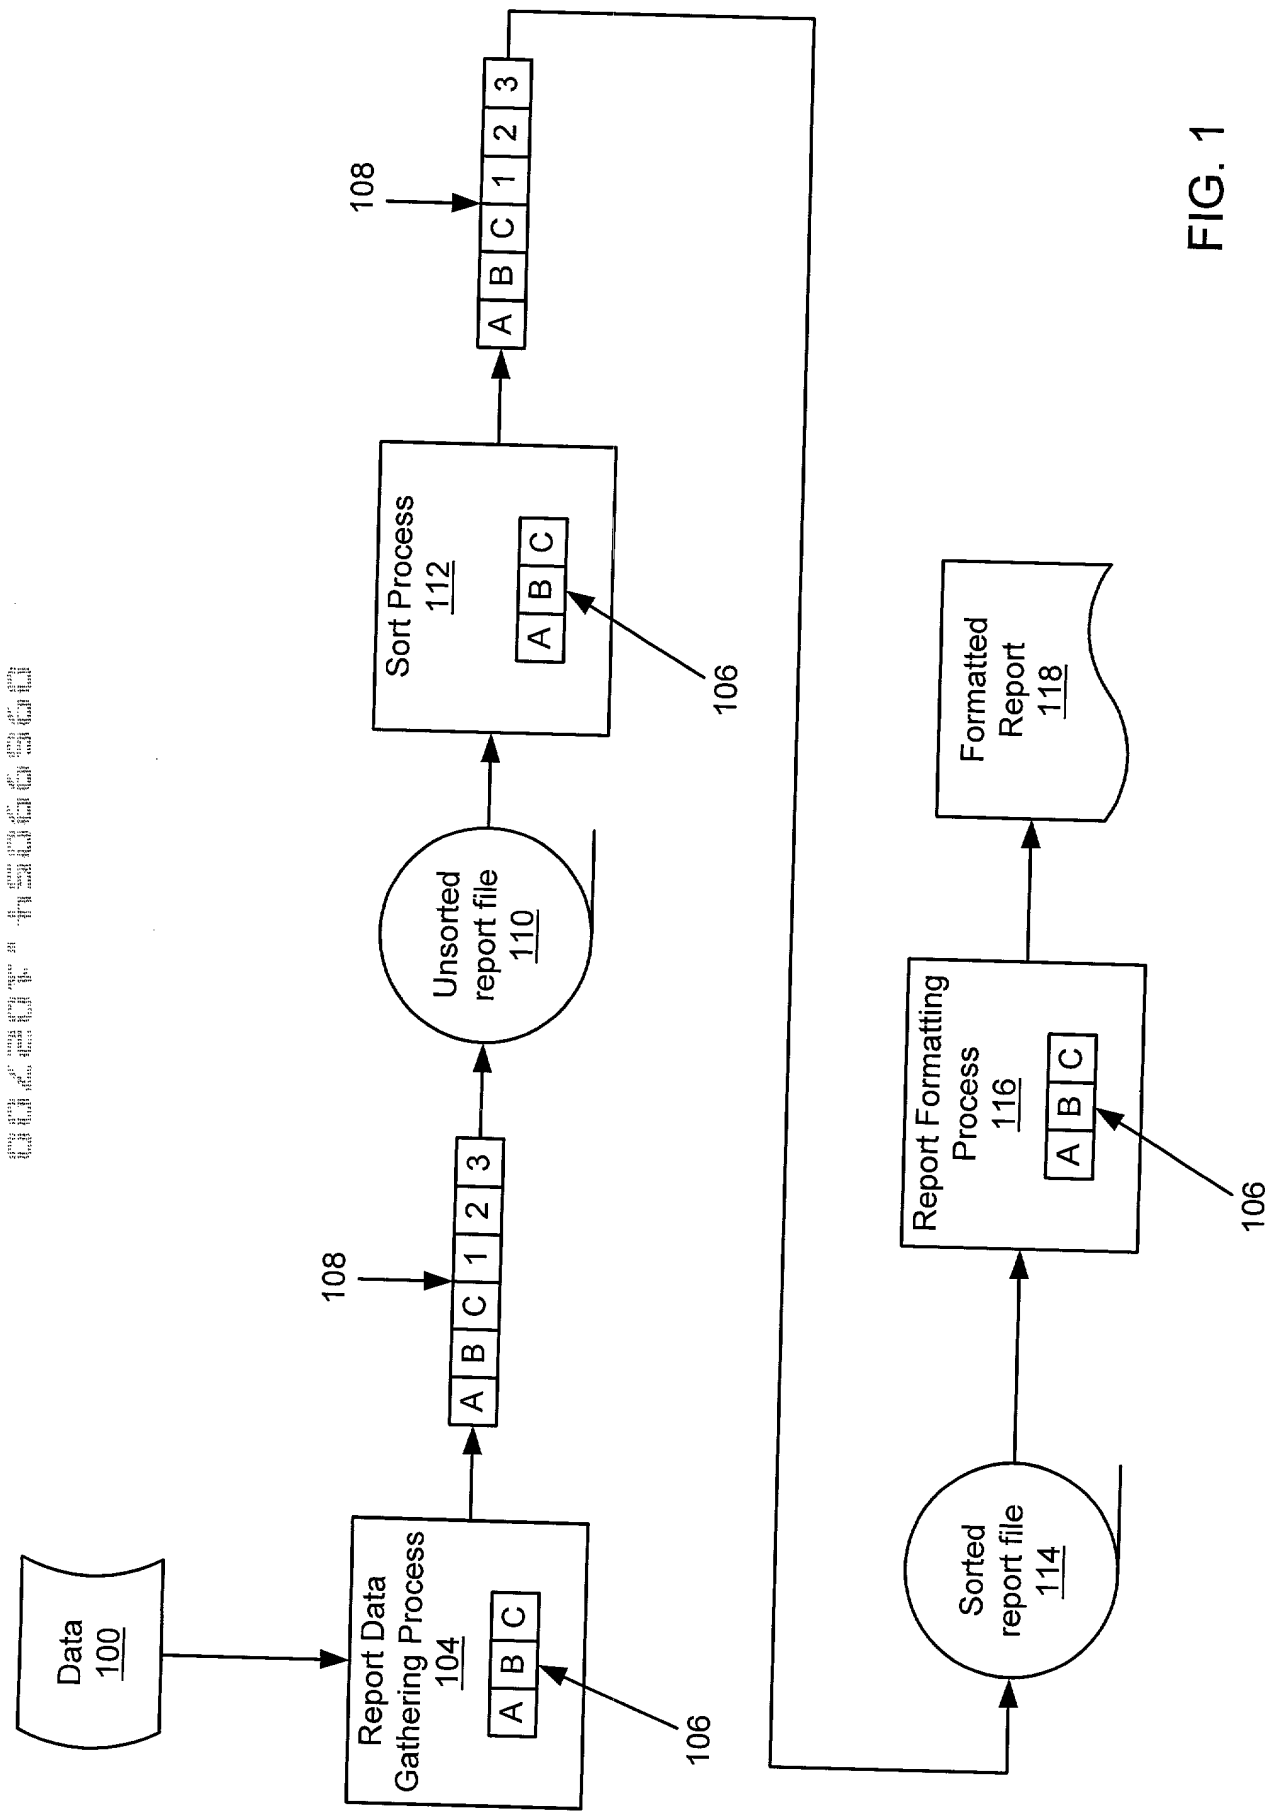 Data
100
Report Data
Gathering Process
104
A B C
106
A B C 1 2 3
108
Unsorted
report file
110
Sort Process
112
A B C
106
A B C 1 2 3
108
Sorted
report file
114
Report Formatting
Process
116
A B C
106
Formatted
Report
118
FIG. 1